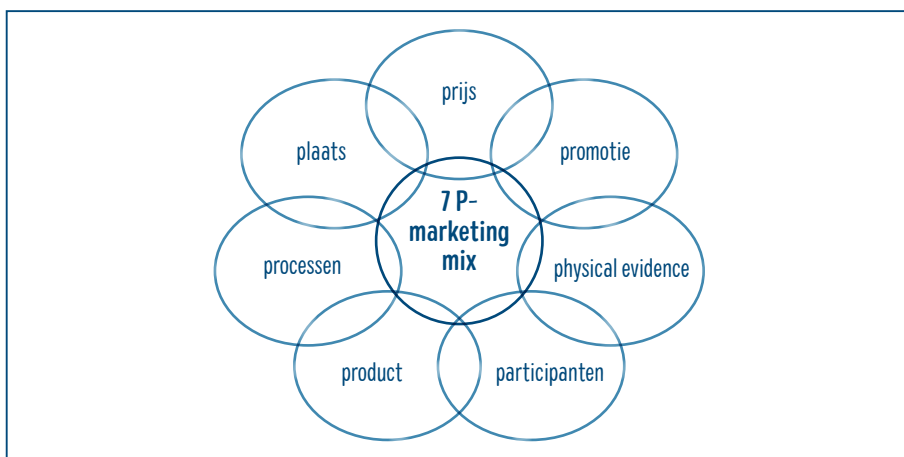 prijs
plaats
promotie
7 P-
marketing
mix
processen
physical evidence
product
participanten